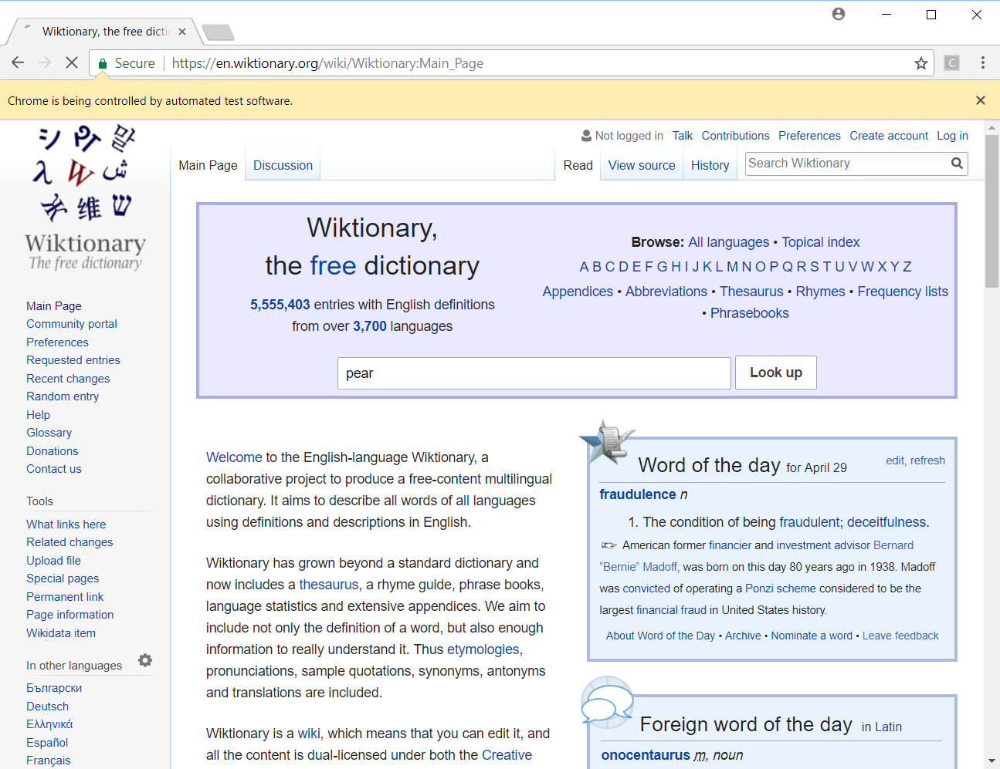 Wiktionary, the free dicti
Secure https://en.wiktionary.org/wiki/Wiktionary:Main_Page
C
Chrome is being controlled by automated test software.
シ
말
λ W ش
维 ש
Wiktionary
The free dictionary
Not logged in Talk Contributions Preferences Create account Log in
Main Page Discussion Read View source History Search Wiktionary
Main Page
Community portal
Preferences
Requested entries
Recent changes
Random entry
Help
Glossary
Donations
Contact us
Tools
What links here
Related changes
Upload file
Special pages
Permanent link
Page information
Wikidata item
In other languages
Български
Deutsch
Ελληνικά
Español
Français
Wiktionary,
the free dictionary
5,555,403 entries with English definitions
from over 3,700 languages
Browse: All languages • Topical index
A B C D E F G H I J K L M N O P Q R S T U V W X Y Z
Appendices • Abbreviations • Thesaurus • Rhymes • Frequency lists
• Phrasebooks
pear Look up
Welcome to the English-language Wiktionary, a
collaborative project to produce a free-content multilingual
dictionary. It aims to describe all words of all languages
using definitions and descriptions in English.
Wiktionary has grown beyond a standard dictionary and
now includes a thesaurus, a rhyme guide, phrase books,
language statistics and extensive appendices. We aim to
include not only the definition of a word, but also enough
information to really understand it. Thus etymologies,
pronunciations, sample quotations, synonyms, antonyms
and translations are included.
Wiktionary is a wiki, which means that you can edit it, and
all the content is dual-licensed under both the Creative
Word of the day for April 29 edit, refresh
fraudulence n
1. The condition of being fraudulent; deceitfulness.
American former financier and investment advisor Bernard
“Bernie” Madoff, was born on this day 80 years ago in 1938. Madoff
was convicted of operating a Ponzi scheme considered to be the
largest financial fraud in United States history.
About Word of the Day • Archive • Nominate a word • Leave feedback
Foreign word of the day in Latin
onocentaurus m, noun